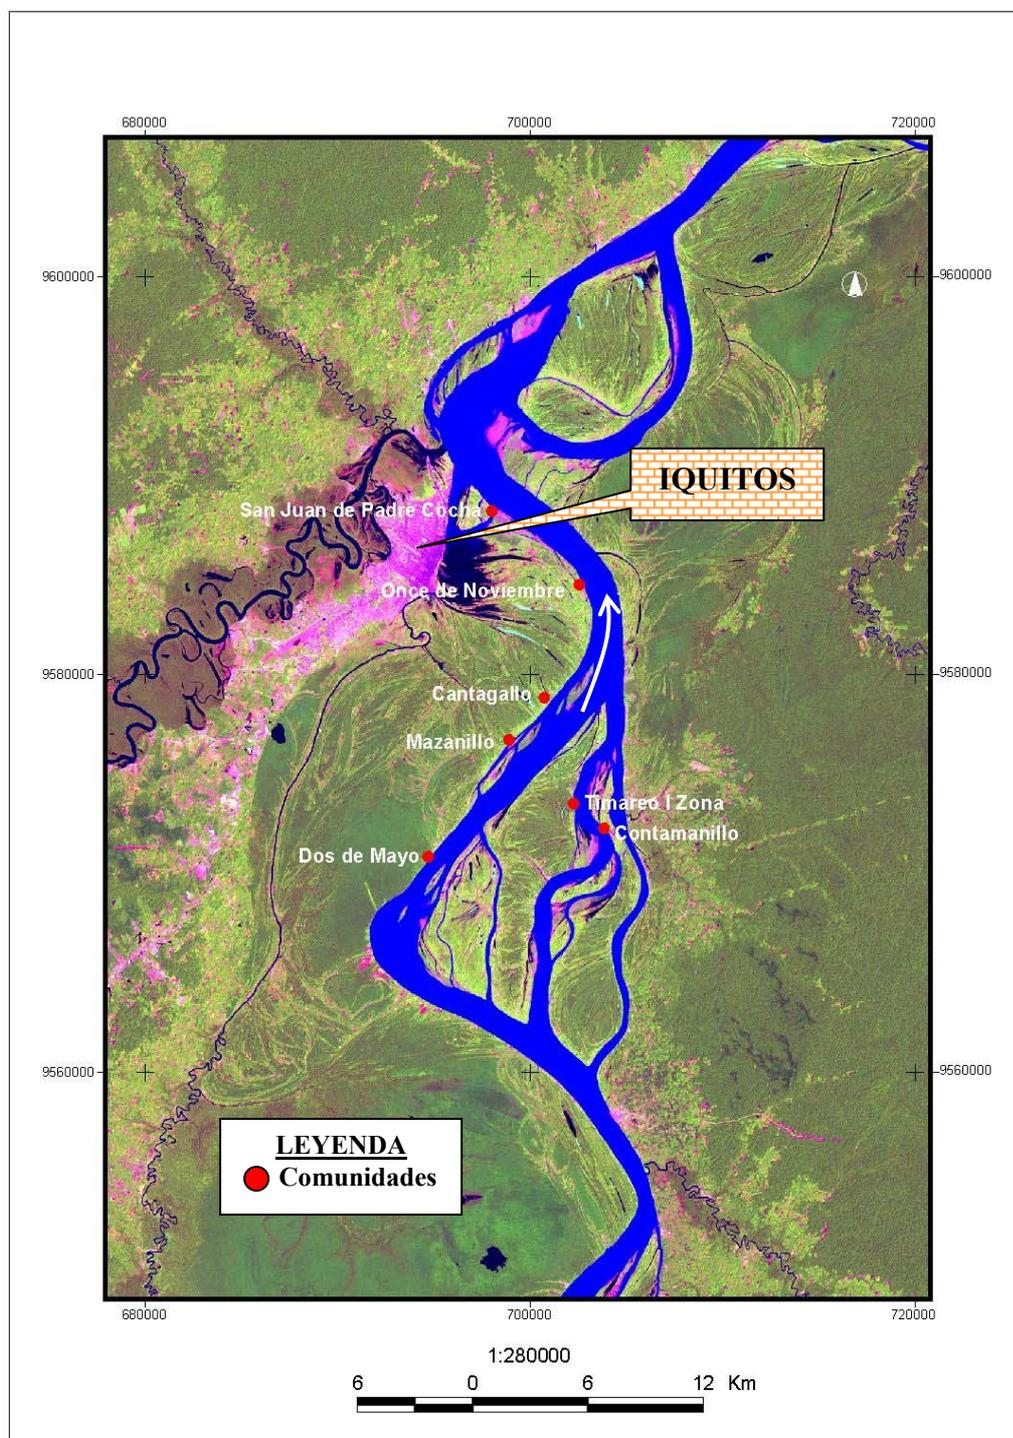 680000 700000 720000
9600000 9600000
IQUITOS
San Juan de Padre Cocha
Once de Noviembre
9580000 9580000
Cantagallo
Mazanillo
Timareo I Zona
Contamanillo
Dos de Mayo
9560000 9560000
LEYENDA
Comunidades
680000 700000 720000
1:280000
6 0 6 12 Km